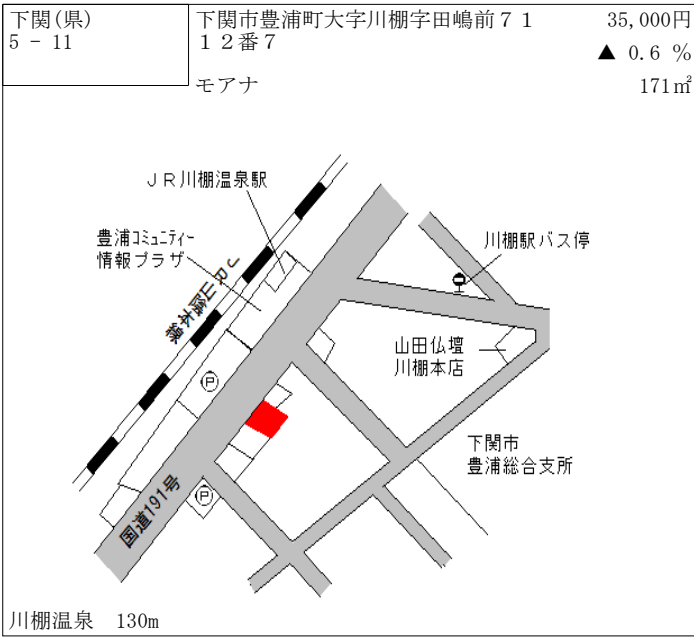 下関(県)
5 - 11
下関市豊浦町大字川棚字田嶋前７１
１２番７
モアナ
35,000円
▲ 0.6 %
171㎡
ＪＲ川棚温泉駅
豊浦ｺﾐｭﾆﾃｨｰ
情報プラザ
ＪＲ山陰本線
川棚駅バス停
山田仏壇
川棚本店
下関市
豊浦総合支所
国道191号
P
P
川棚温泉 130m